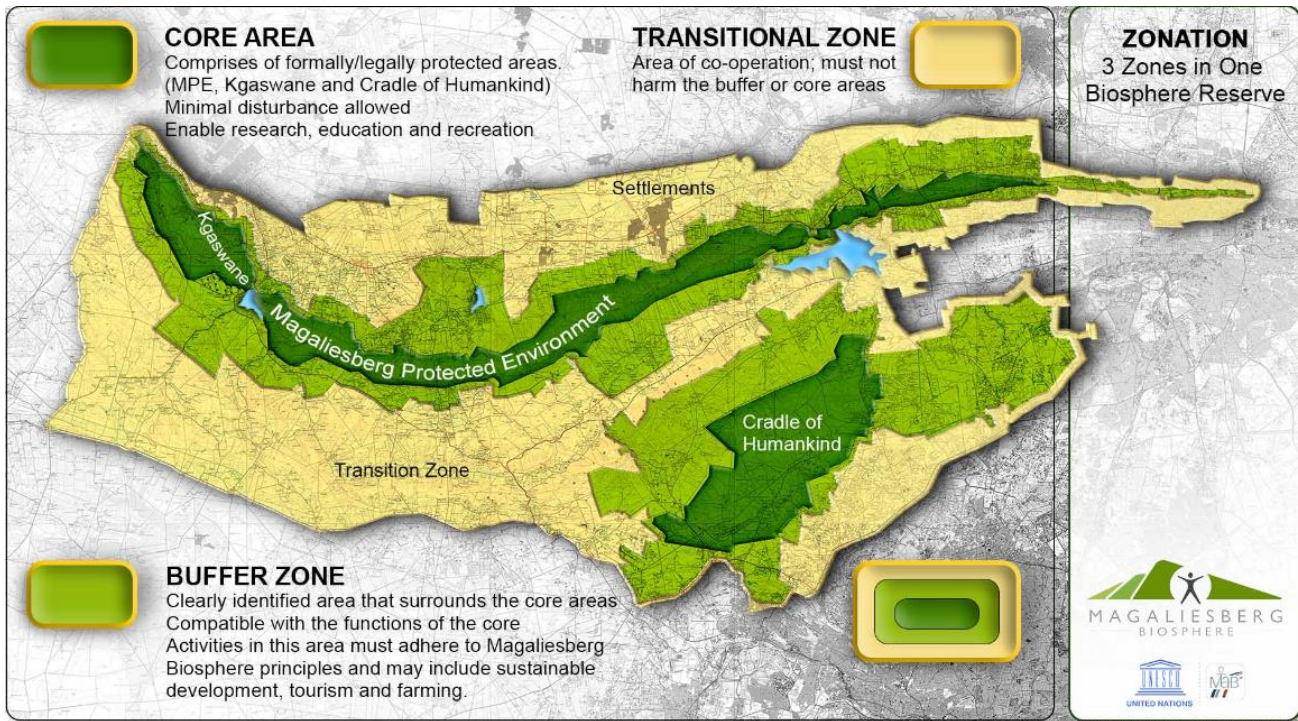 CORE AREA
Comprises of formally/legally protected areas.
(MPE, Kgaswane and Cradle of Humankind)
Minimal disturbance allowed
Enable research, education and recreation
TRANSITIONAL ZONE
Area of co-operation; must not
harm the buffer or core areas
ZONATION
3 Zones in One
Biosphere Reserve
Settlements
Kgaswane
Magaliesberg Protected Environment
Cradle of
Humankind
Transition Zone
BUFFER ZONE
Clearly identified area that surrounds the core areas
Compatible with the functions of the core
Activities in this area must adhere to Magaliesberg
Biosphere principles and may include sustainable
development, tourism and farming.
MAGALIESBERG
BIOSPHERE
UNESCO
UNITED NATIONS
MaB